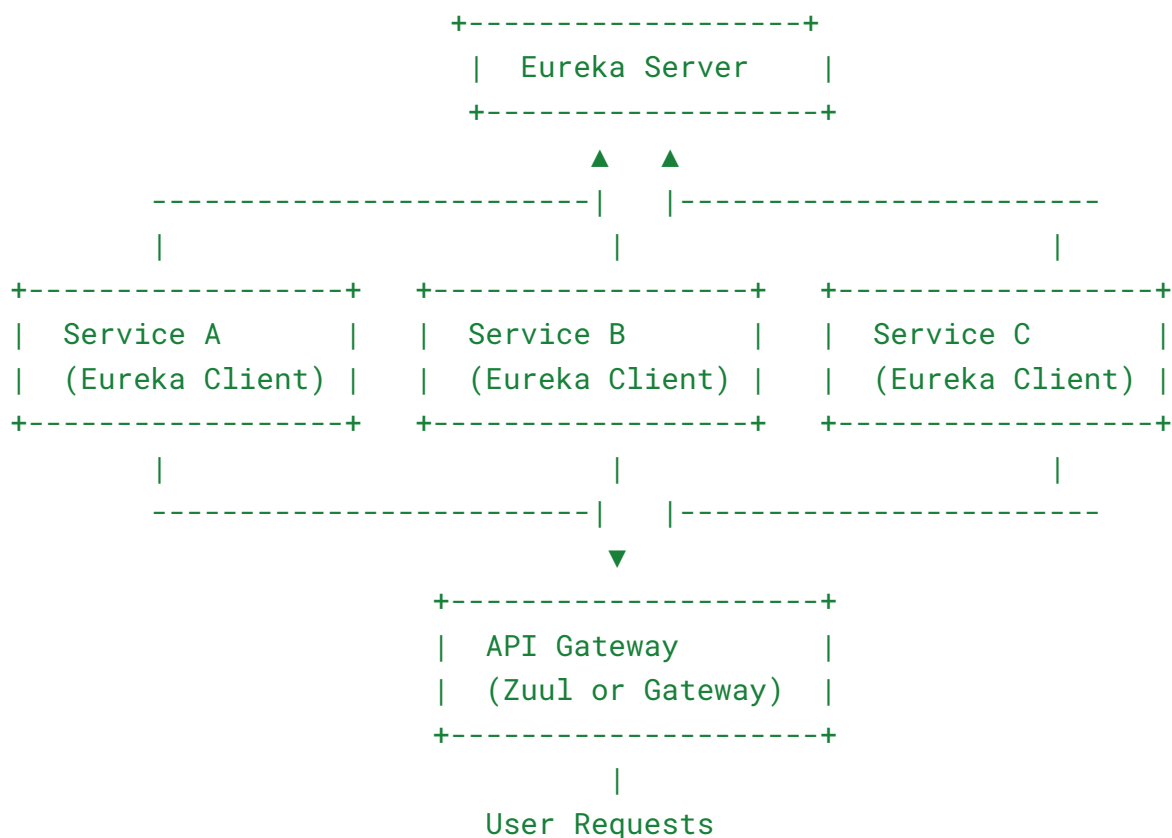 Eureka Server
Service A Service B Service C
(Eureka Client) (Eureka Client) (Eureka Client)
API Gateway
(Zuul or Gateway)
User Requests